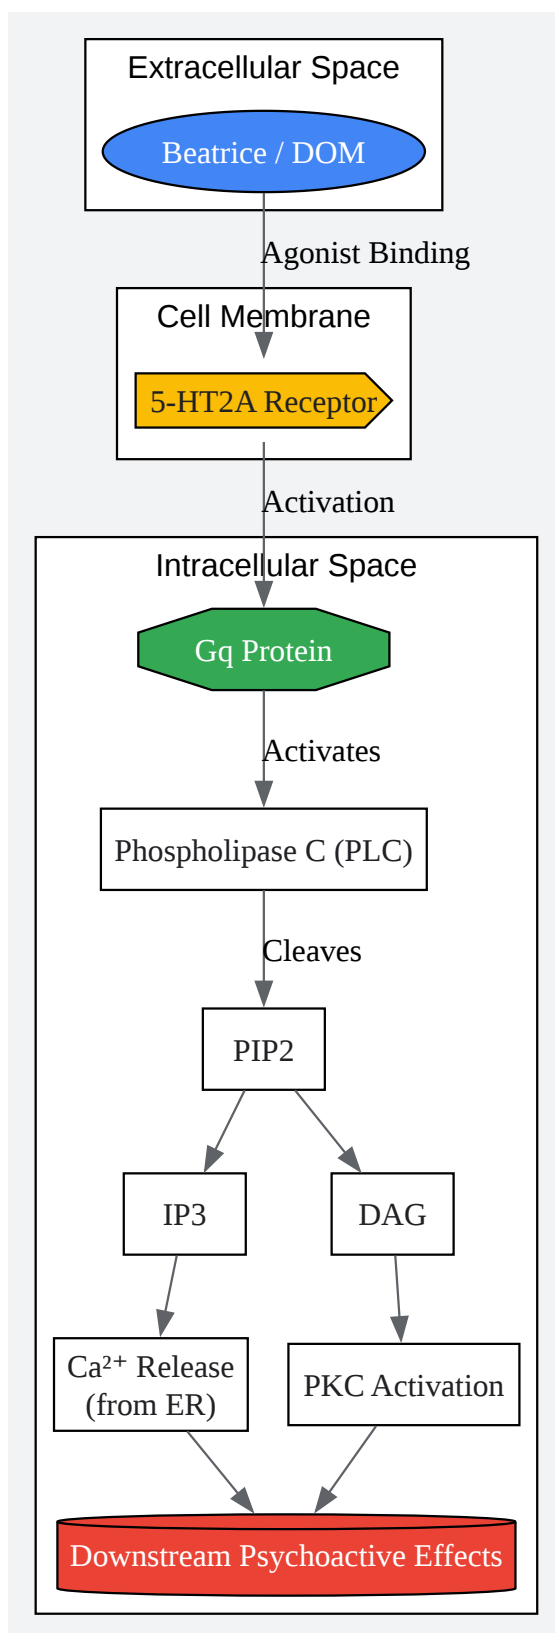 Extracellular Space
Beatrice / DOM
Agonist Binding
Cell Membrane
5-HT2A Receptor
Activation
Intracellular Space
Gq Protein
Activates
Phospholipase C (PLC)
Cleaves
PIP2
IP3
DAG
Ca²⁺ Release
(from ER)
PKC Activation
Downstream Psychoactive Effects